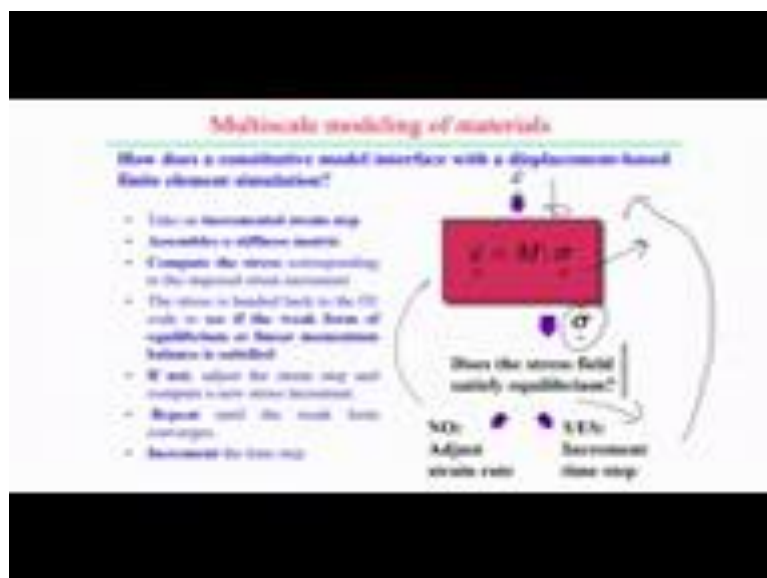 Multiscale modeling of materials
How does a constitutive model interface with a displacement-based
finite element simulation?
• Take an incremental strain step
• Assembles a stiffness matrix
• Compute the stress corresponding
to the imposed strain increment
• The stress is handed back to the FE
code to see if the weak form of
equilibrium or linear momentum
balance is satisfied
• If not, adjust the strain step and
compute a new stress increment
• Repeat until the weak form
converges
• Increment the time step
ε̇ = M : σ
σ
Does the stress field
satisfy equilibrium?
NO:
Adjust
strain rate
YES:
Increment
time step